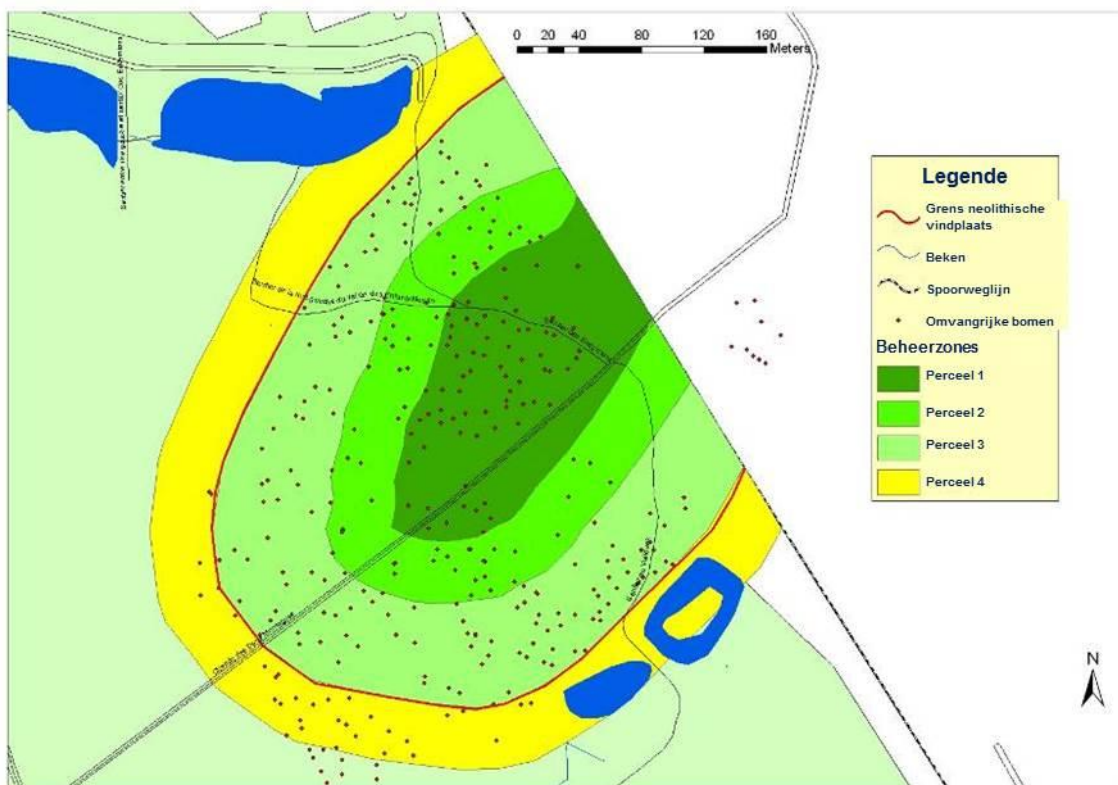 0 20 40 80 120 160
Meters
Legende
Grens neolithische
vindplaats
Beken
Spoorweglijn
Omvangrijke bomen
Beheerzones
Perceel 1
Perceel 2
Perceel 3
Perceel 4
N